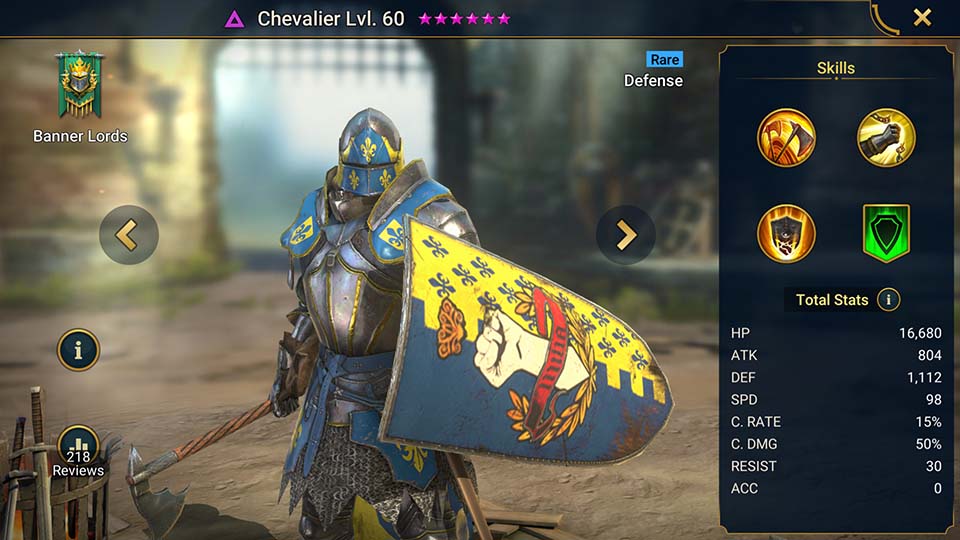 Chevalier Lvl. 60
Banner Lords
Rare
Defense
218
Reviews
Skills
Total Stats i
HP 16,680
ATK 804
DEF 1,112
SPD 98
C. RATE 15%
C. DMG 50%
RESIST 30
ACC 0